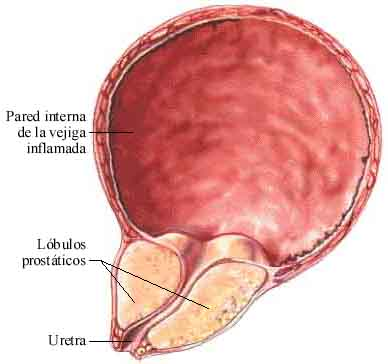 Pared interna
de la vejiga
inflamada
Lóbulos
prostáticos
Uretra